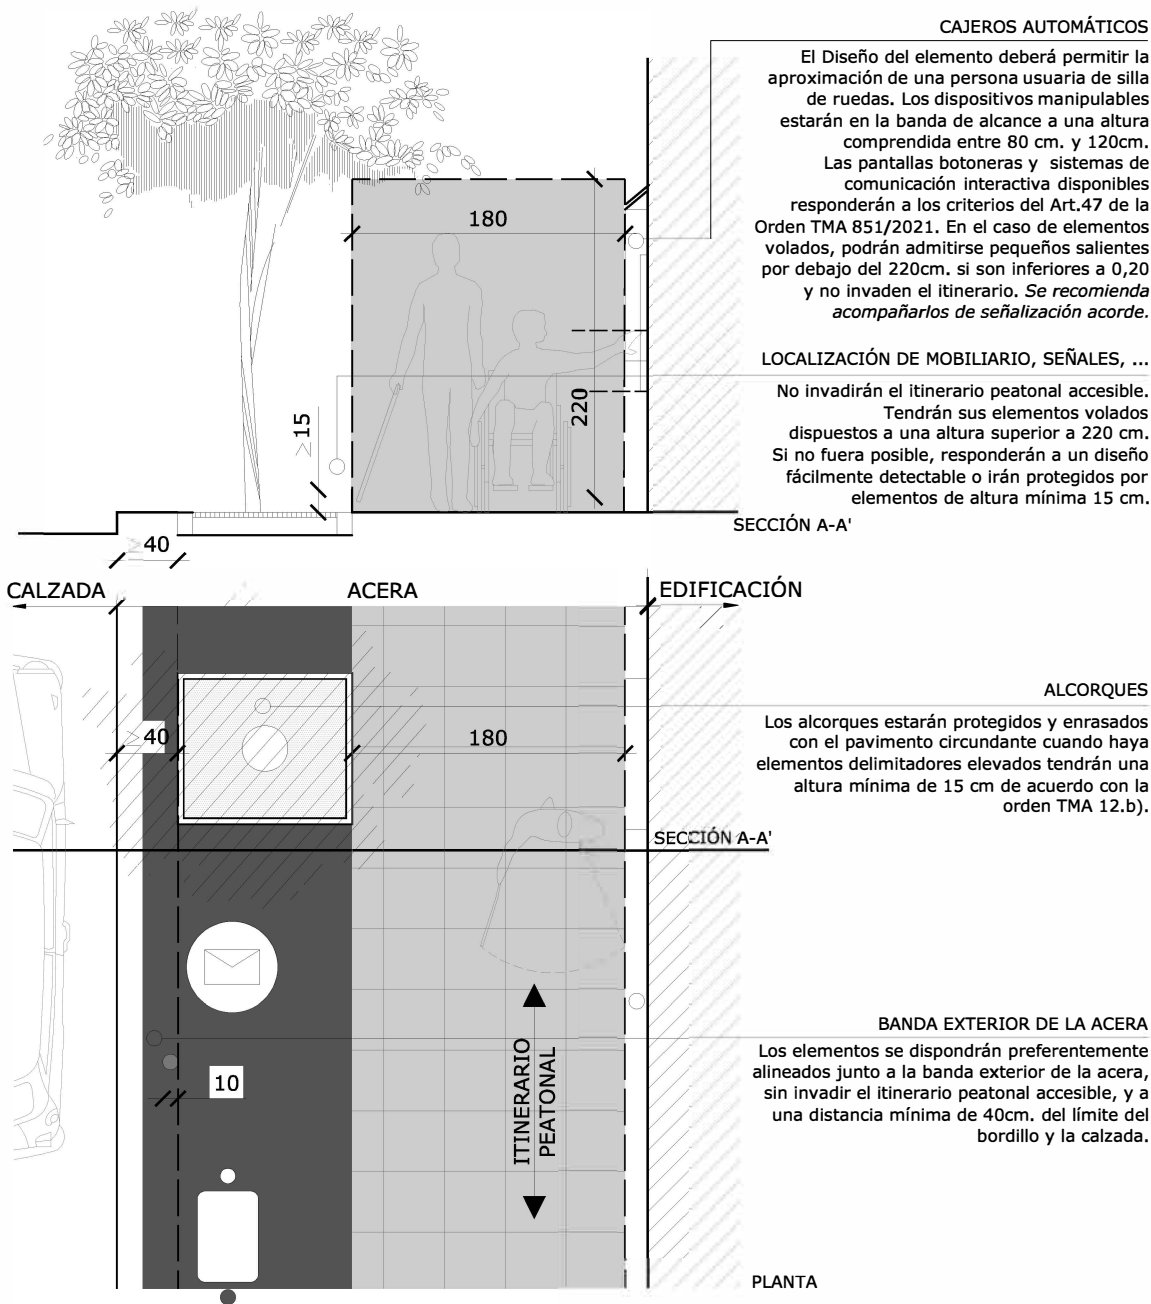 CAJEROS AUTOMÁTICOS
El Diseño del elemento deberá permitir la
aproximación de una persona usuaria de silla
de ruedas. Los dispositivos manipulables
estarán en la banda de alcance a una altura
comprendida entre 80 cm. y 120cm.
Las pantallas botoneras y sistemas de
comunicación interactiva disponibles
responderán a los criterios del Art.47 de la
Orden TMA 851/2021. En el caso de elementos
volados, podrán admitirse pequeños salientes
por debajo del 220cm. si son inferiores a 0,20
y no invaden el itinerario. Se recomienda
acompañarlos de señalización acorde.
180
220
≥15
LOCALIZACIÓN DE MOBILIARIO, SEÑALES, ...
No invadirán el itinerario peatonal accesible.
Tendrán sus elementos volados
dispuestos a una altura superior a 220 cm.
Si no fuera posible, responderán a un diseño
fácilmente detectable o irán protegidos por
elementos de altura mínima 15 cm.
SECCIÓN A-A'
≥40
CALZADA
ACERA
EDIFICACIÓN
ALCORQUES
Los alcorques estarán protegidos y enrasados
con el pavimento circundante cuando haya
elementos delimitadores elevados tendrán una
altura mínima de 15 cm de acuerdo con la
orden TMA 12.b).
≥40
180
SECCIÓN A-A'
BANDA EXTERIOR DE LA ACERA
Los elementos se dispondrán preferentemente
alineados junto a la banda exterior de la acera,
sin invadir el itinerario peatonal accesible, y a
una distancia mínima de 40cm. del límite del
bordillo y la calzada.
10
ITINERARIO
PEATONAL
PLANTA